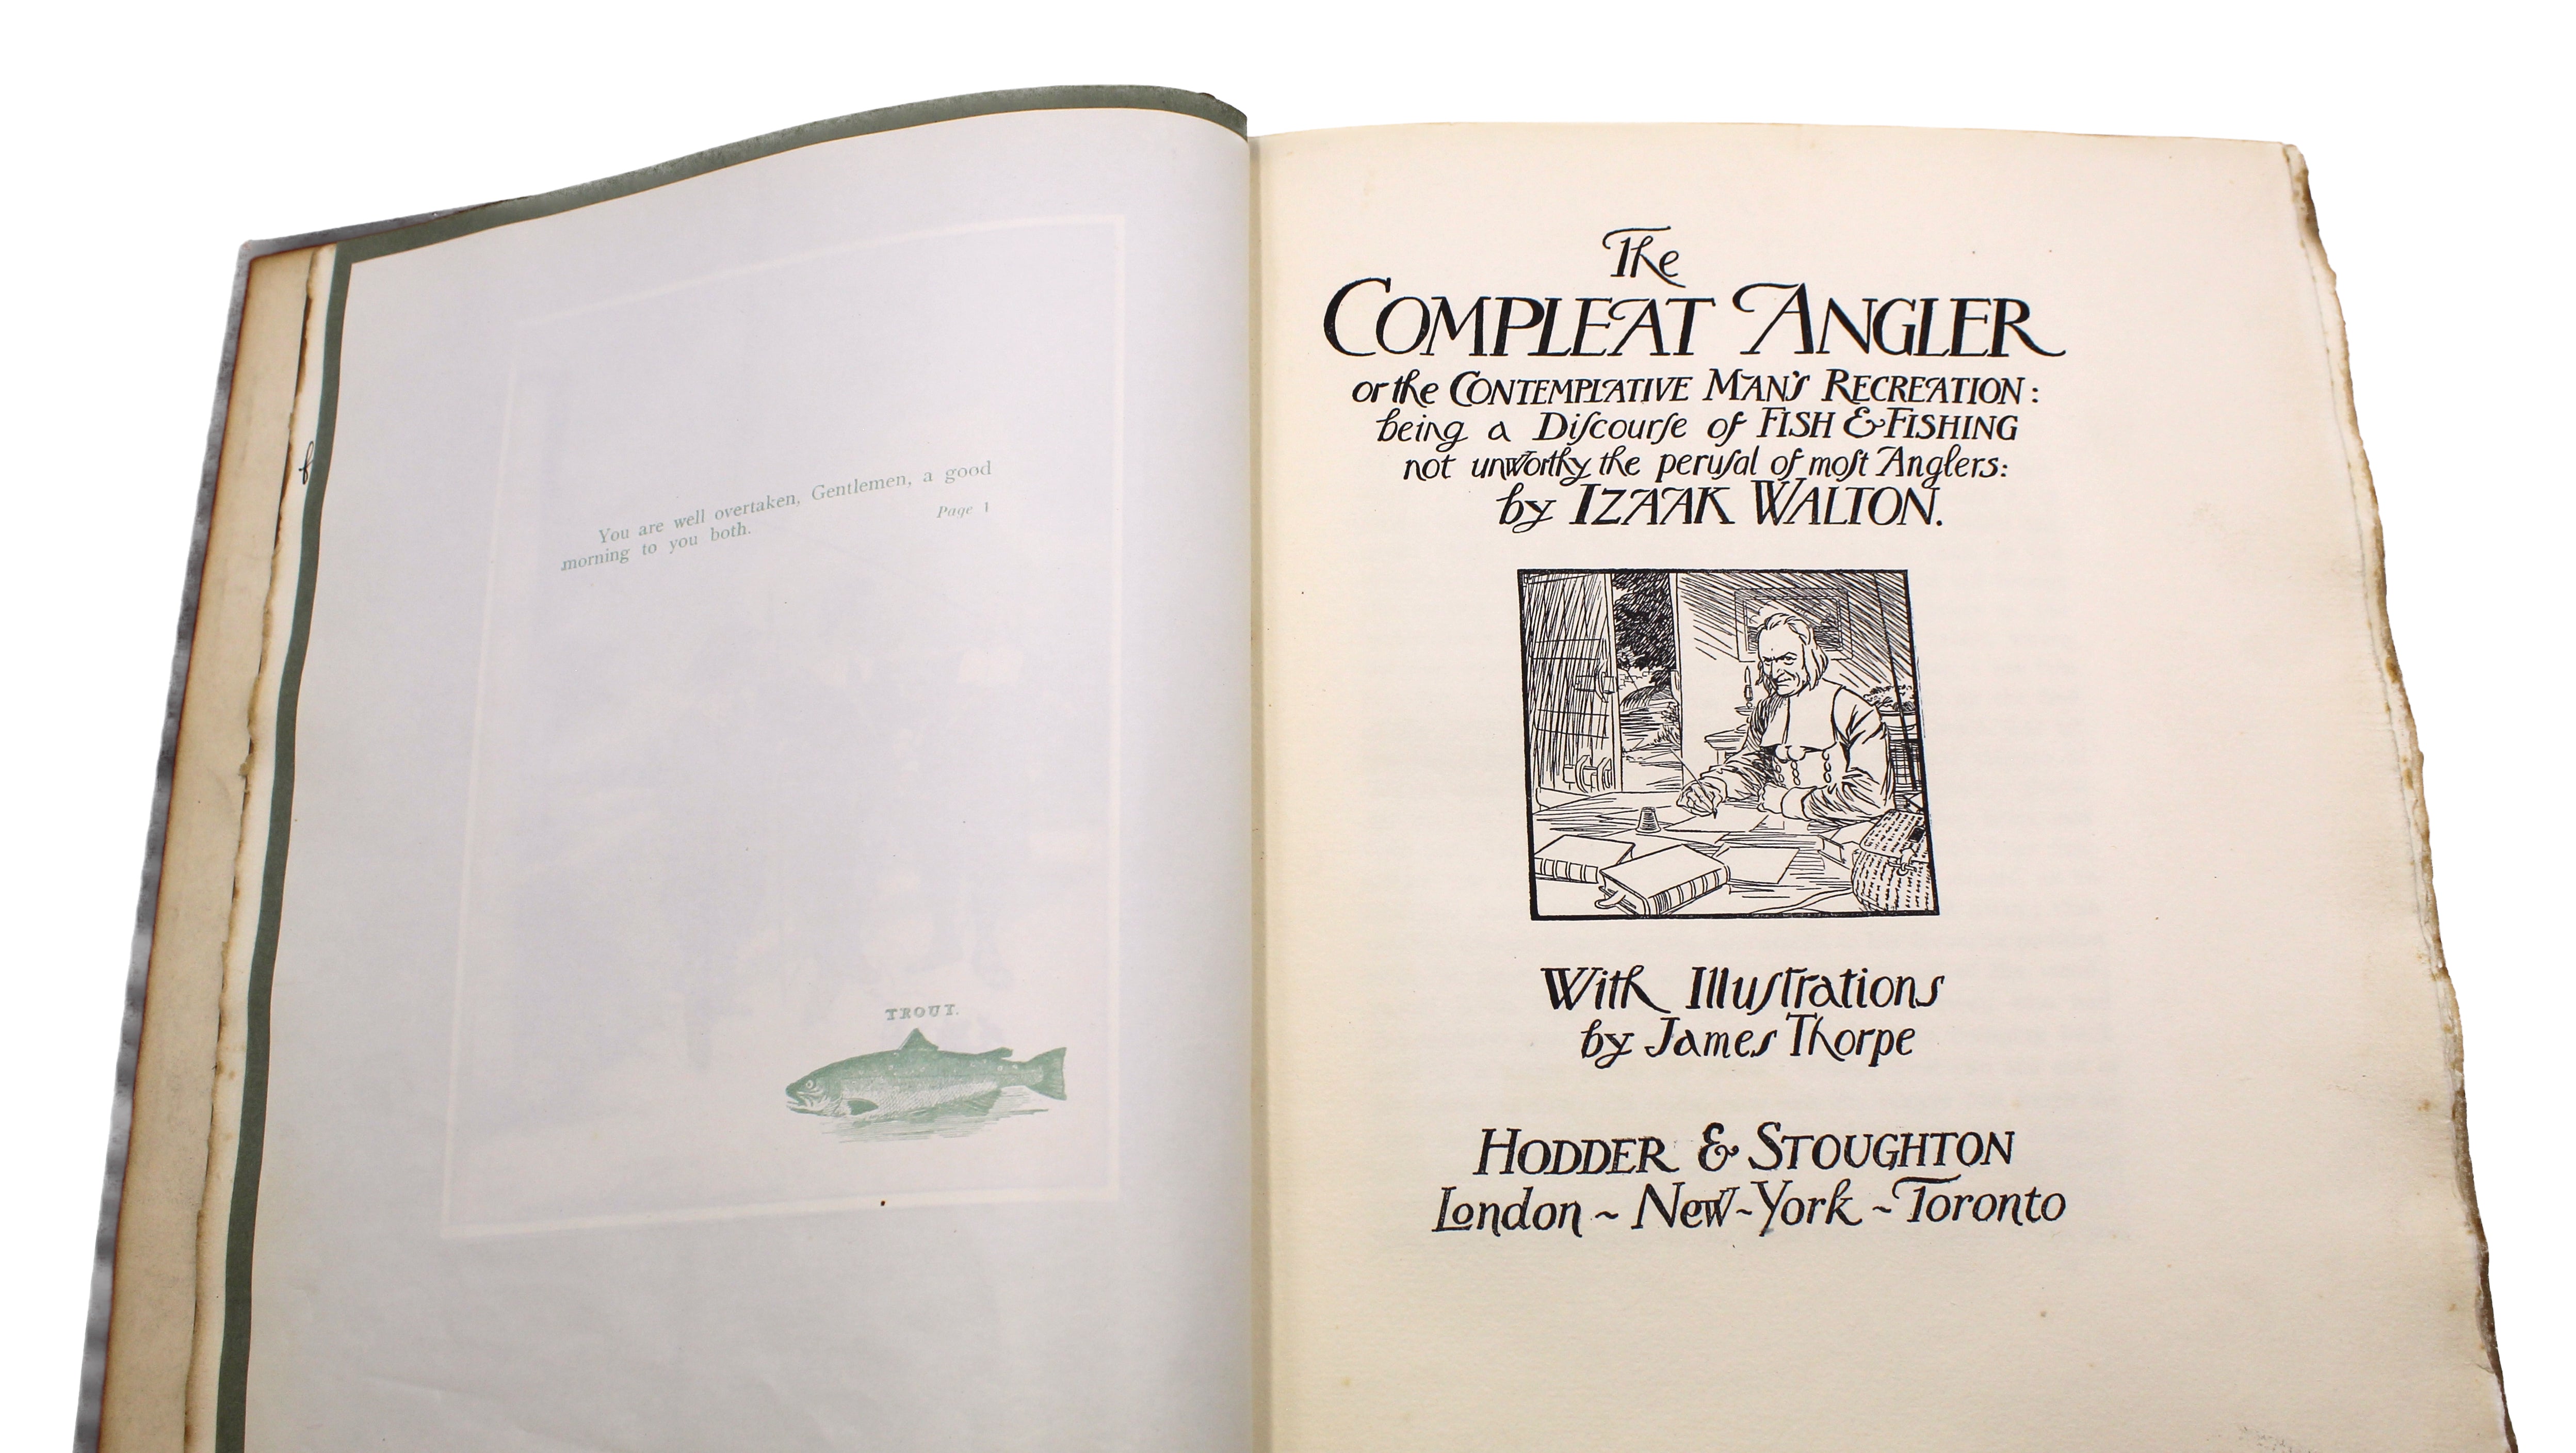 You are well overtaken, Gentlemen, a good
morning to you both.
Page 1
TROUT.
The
COMPLEAT ANGLER
or the CONTEMPLATIVE MAN'S RECREATION:
being a Diſcourſe of FISH & FISHING
not unworthy the peruſal of moſt Anglers:
by IZAAK WALTON.
With Illuſtrations
by James Thorpe
HODDER & STOUGHTON
London ~ New~York ~ Toronto